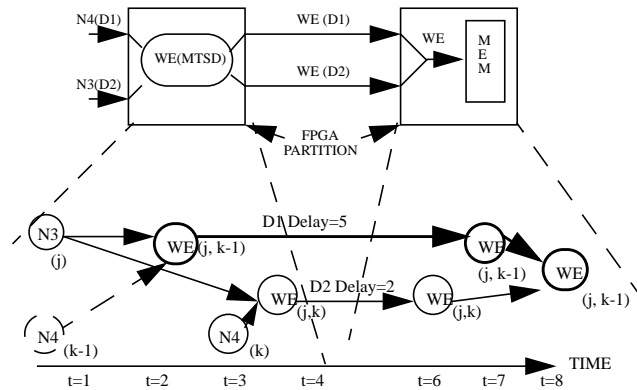 N4(D1)
N3(D2)
WE(MTSD)
WE (D1)
WE (D2)
WE
M
E
M
FPGA
PARTITION
N3
(j)
WE
(j, k-1)
D1 Delay=5
WE
(j, k-1)
WE
(j, k-1)
N4
(k-1)
N4
(k)
WE
(j,k)
D2 Delay=2
WE
(j,k)
TIME
t=1
t=2
t=3
t=4
t=6
t=7
t=8